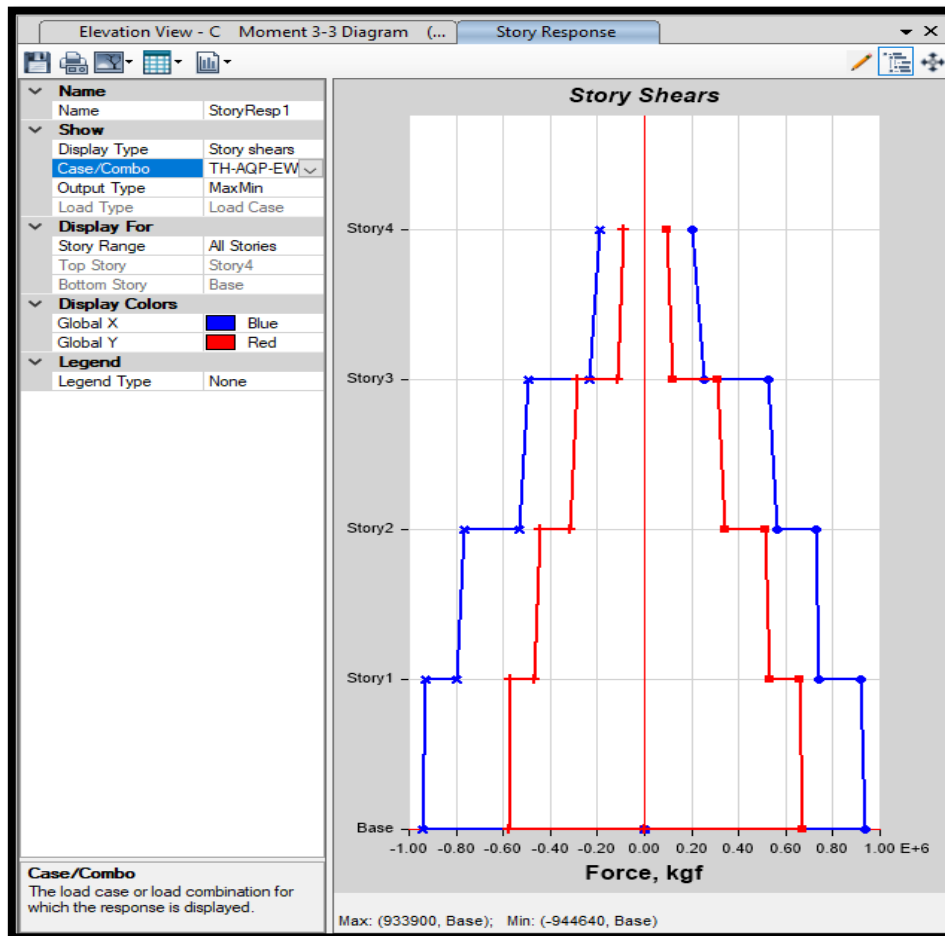 Elevation View - C   Moment 3-3 Diagram   (...
Story Response
Name
Name StoryResp1
Show
Display Type Story shears
Case/Combo TH-AQP-EW
Output Type MaxMin
Load Type Load Case
Display For
Story Range All Stories
Top Story Story4
Bottom Story Base
Display Colors
Global X Blue
Global Y Red
Legend
Legend Type None
Case/Combo
The load case or load combination for
which the response is displayed.
Story Shears
Story4
Story3
Story2
Story1
Base
-1.00 -0.80 -0.60 -0.40 -0.20 0.00 0.20 0.40 0.60 0.80 1.00 E+6
Force, kgf
Max: (933900, Base);   Min: (-944640, Base)